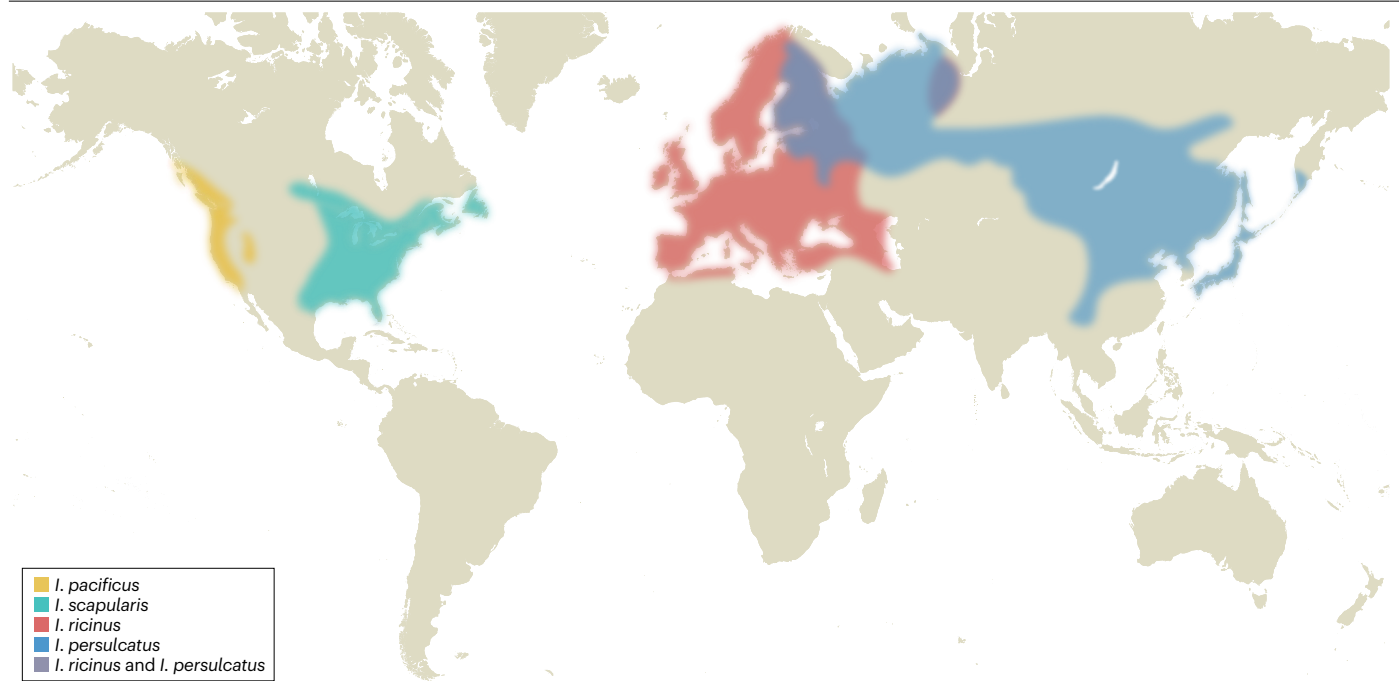 I. pacificus
I. scapularis
I. ricinus
I. persulcatus
I. ricinus and I. persulcatus